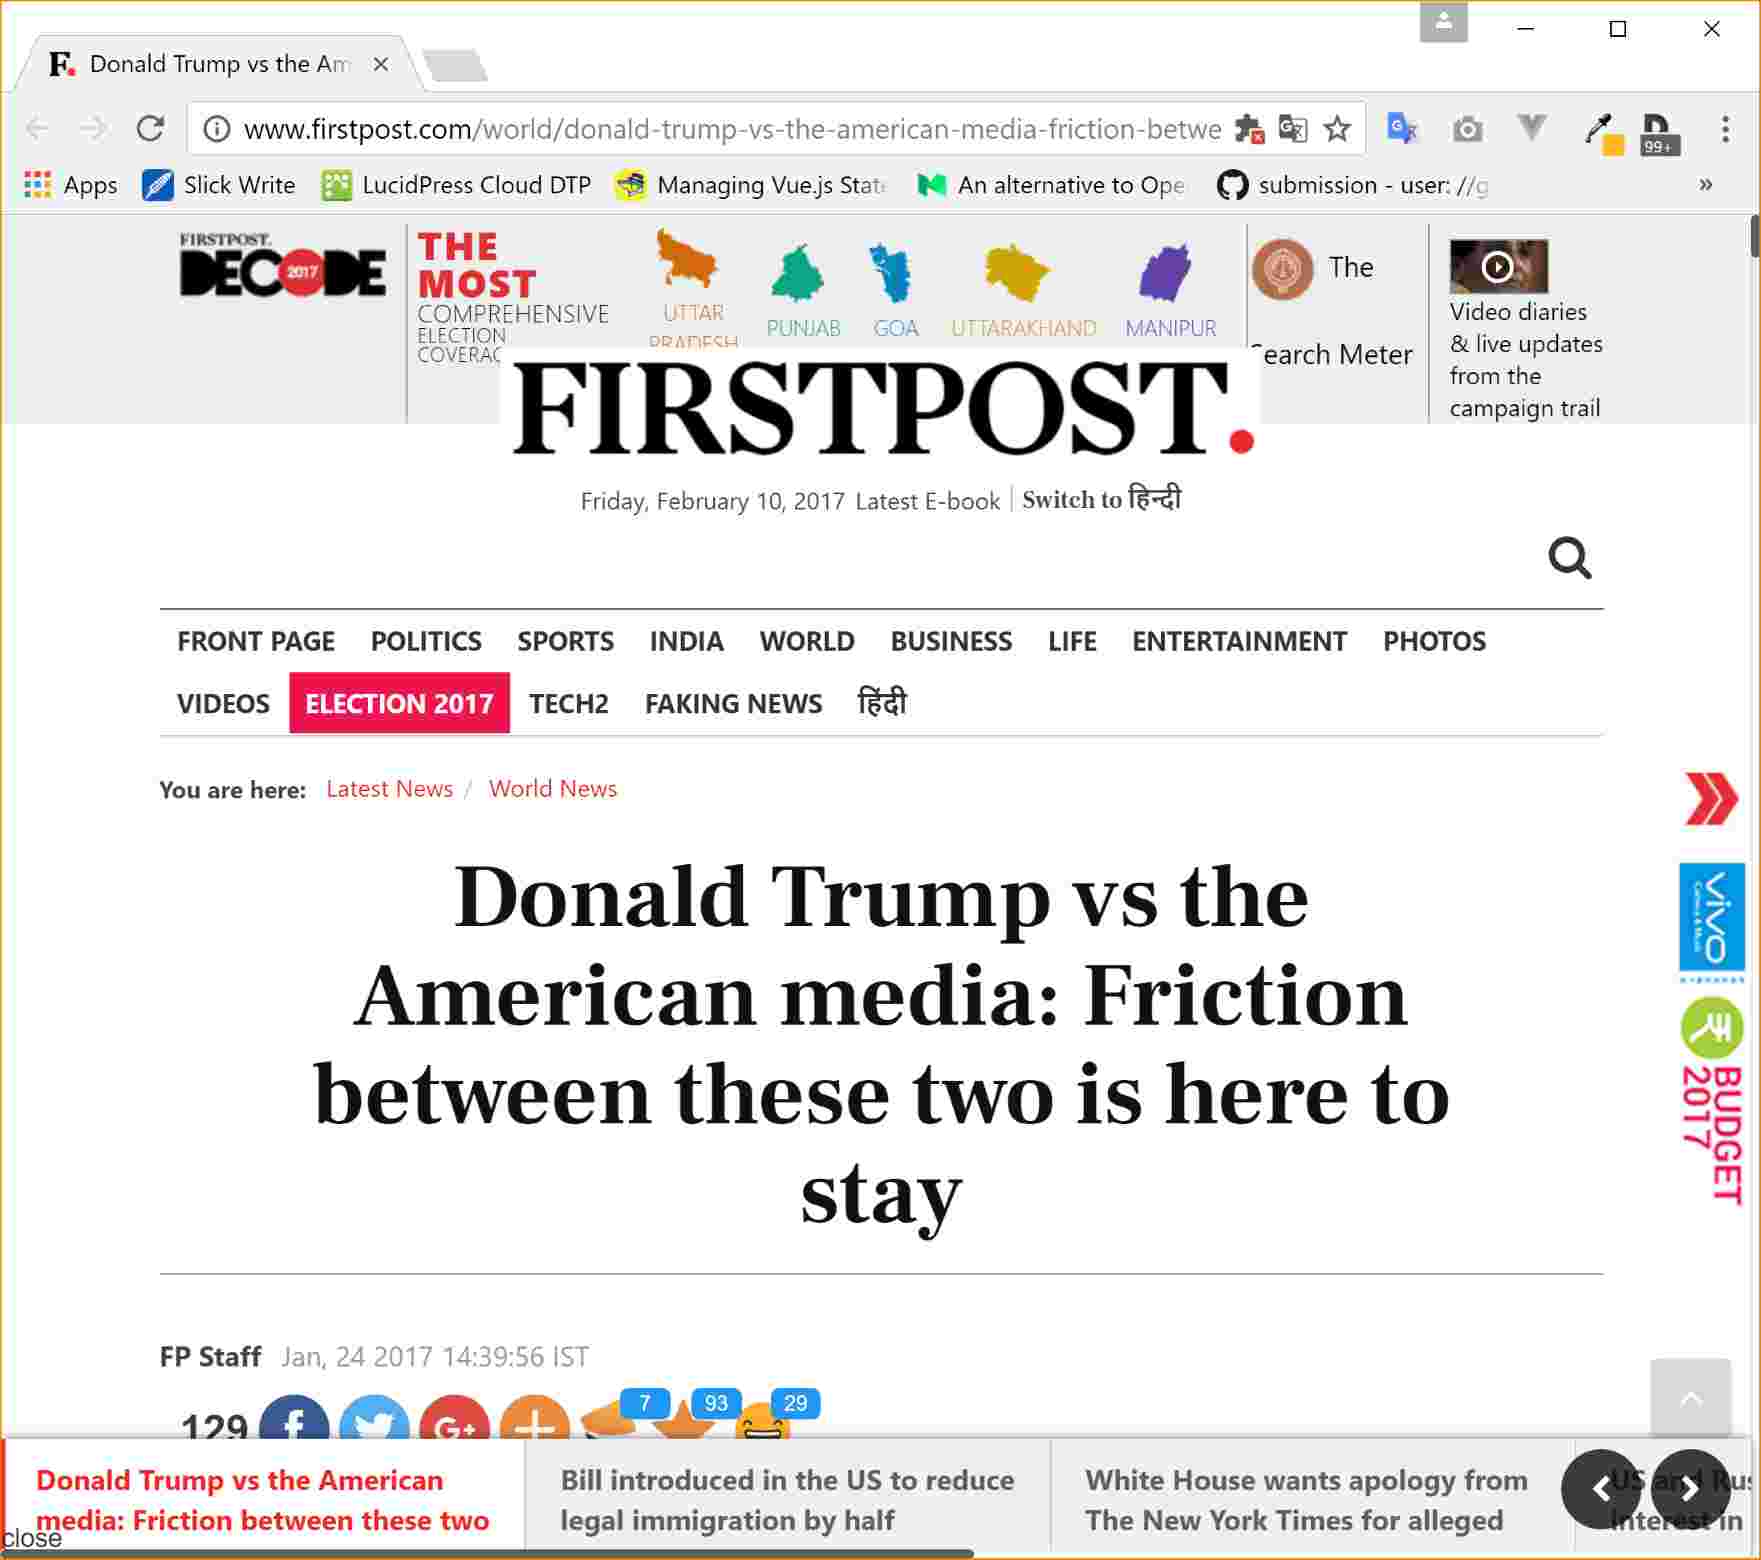 F. Donald Trump vs the Am
www.firstpost.com/world/donald-trump-vs-the-american-media-friction-betwe
99+
Apps Slick Write LucidPress Cloud DTP Managing Vue.js State An alternative to Ope submission - user: //g »
FIRSTPOST.
DECODE
2017
THE
MOST
COMPREHENSIVE
ELECTION
COVERAG
UTTAR
PRADESH
PUNJAB
GOA
UTTARAKHAND
MANIPUR
The
Search Meter
Video diaries
& live updates
from the
campaign trail
FIRSTPOST.
Friday, February 10, 2017 Latest E-book | Switch to हिन्दी
FRONT PAGE POLITICS SPORTS INDIA WORLD BUSINESS LIFE ENTERTAINMENT PHOTOS
VIDEOS ELECTION 2017 TECH2 FAKING NEWS हिंदी
You are here: Latest News / World News
Donald Trump vs the
American media: Friction
between these two is here to
stay
vivo
Camera & Music
BUDGET
2017
FP Staff Jan, 24 2017 14:39:56 IST
129 f G+ 7 93 29
Donald Trump vs the American
media: Friction between these two
Bill introduced in the US to reduce
legal immigration by half
White House wants apology from
The New York Times for alleged
US and Rus
interest in
close